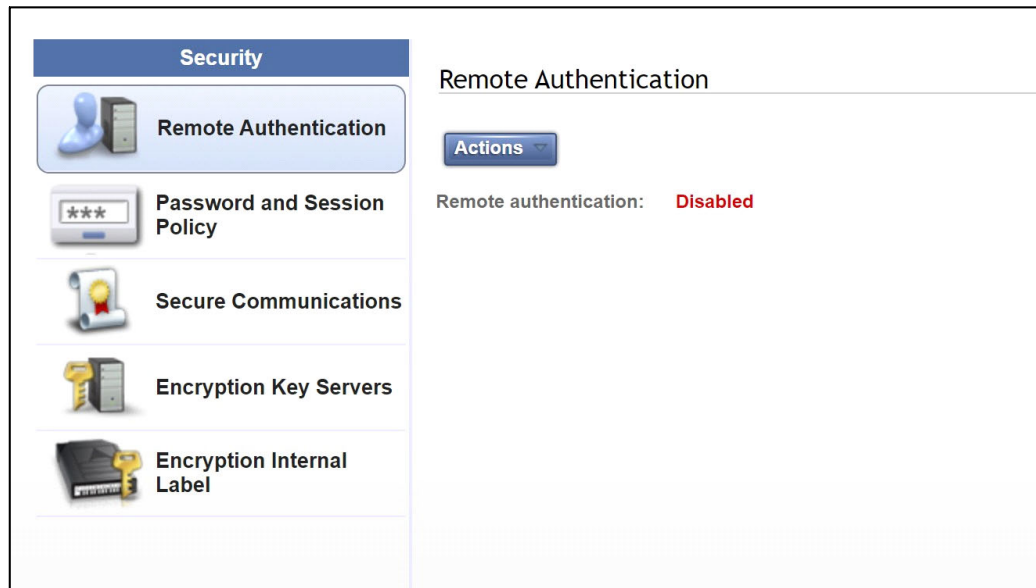 Security
Remote Authentication
Password and Session
Policy
Secure Communications
Encryption Key Servers
Encryption Internal
Label
Remote Authentication
Actions
Remote authentication: Disabled
***